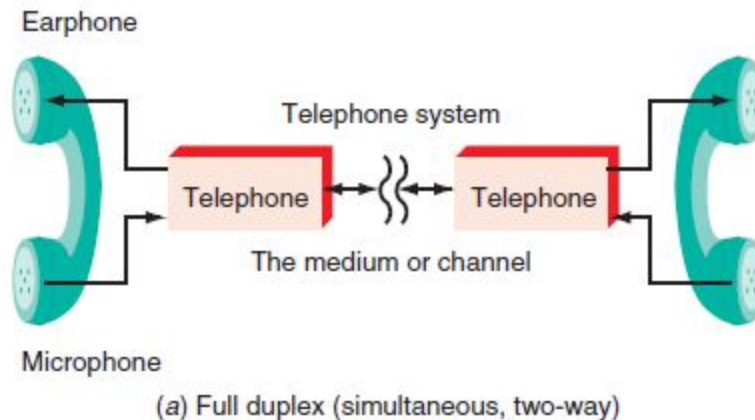 Earphone
Telephone system
Telephone
Telephone
The medium or channel
Microphone
(a) Full duplex (simultaneous, two-way)